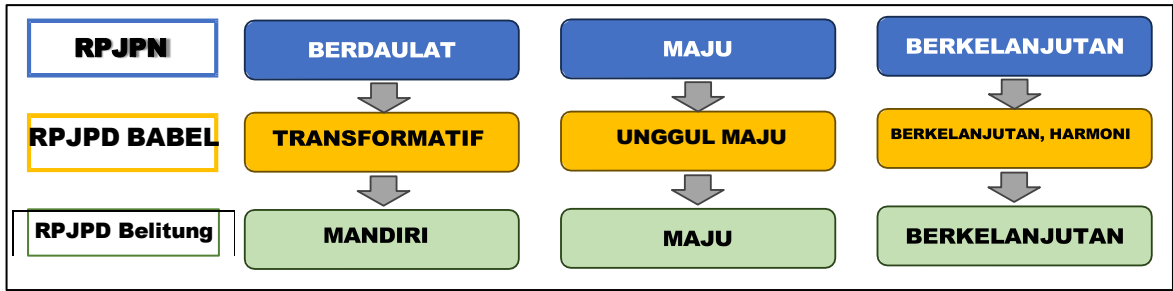 RPJPN
BERDAULAT
MAJU
BERKELANJUTAN
RPJPD BABEL
TRANSFORMATIF
UNGGUL MAJU
BERKELANJUTAN, HARMONI
RPJPD Belitung
MANDIRI
MAJU
BERKELANJUTAN